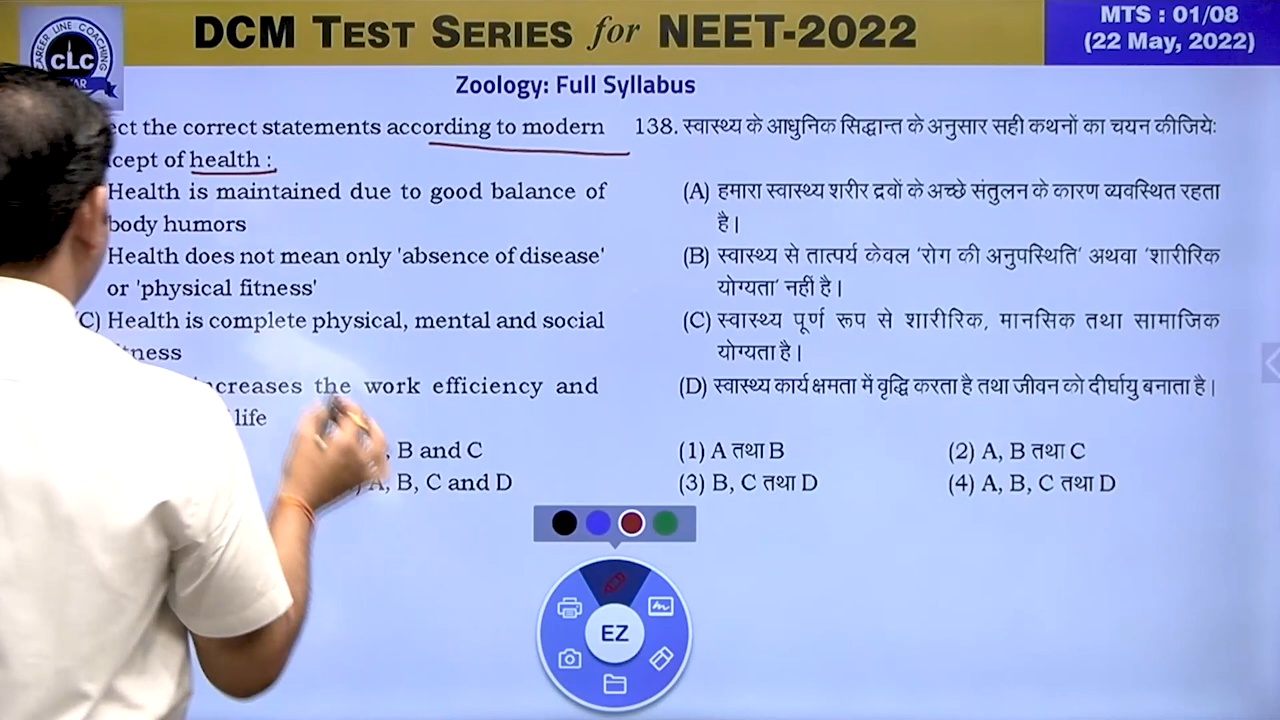 DCM TEST SERIES for NEET-2022
MTS : 01/08
(22 May, 2022)
CAREER LINE COACHING
CLC
Zoology: Full Syllabus
the correct statements according to modern
of health :
Health is maintained due to good balance of
body humors
Health does not mean only 'absence of disease'
or 'physical fitness'
Health is complete physical, mental and social
the work efficiency and
life
B and C
A, B, C and D
138. स्वास्थ्य के आधुनिक सिद्धान्त के अनुसार सही कथनों का चयन कीजियेः
(A) हमारा स्वास्थ्य शरीर द्रवों के अच्छे संतुलन के कारण व्यवस्थित रहता
है।
(B) स्वास्थ्य से तात्पर्य केवल 'रोग की अनुपस्थिति' अथवा 'शारीरिक
योग्यता' नहीं है।
(C) स्वास्थ्य पूर्ण रूप से शारीरिक, मानसिक तथा सामाजिक
योग्यता है।
(D) स्वास्थ्य कार्य क्षमता में वृद्धि करता है तथा जीवन को दीर्घायु बनाता है।
(1) A तथा B
(2) A, B तथा C
(3) B, C तथा D
(4) A, B, C तथा D
EZ